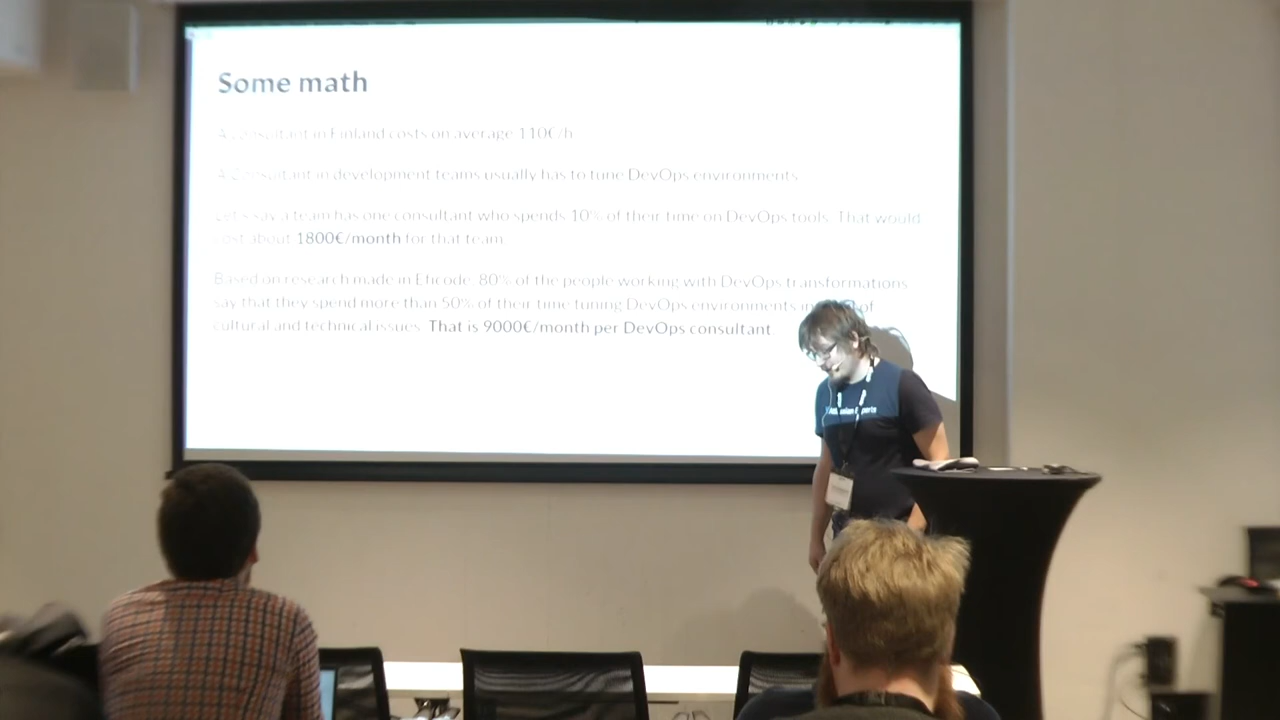 Some math
A Consultant in Finland costs on average 110€/h
A Consultant in development teams usually has to tune DevOps environments
Let's say a team has one consultant who spends 10% of their time on DevOps tools. That would
cost about 1800€/month for that team.
Based on research made in Eficode, 80% of the people working with DevOps transformations
say that they spend more than 50% of their time tuning DevOps environments of
cultural and technical issues. That is 9000€/month per DevOps consultant